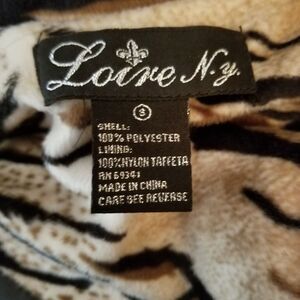 Loire N.y.
S
SHELL:
100% POLYESTER
LINING:
100%NYLON TAFFETA
RN 69341
MADE IN CHINA
CARE SEE REVERSE